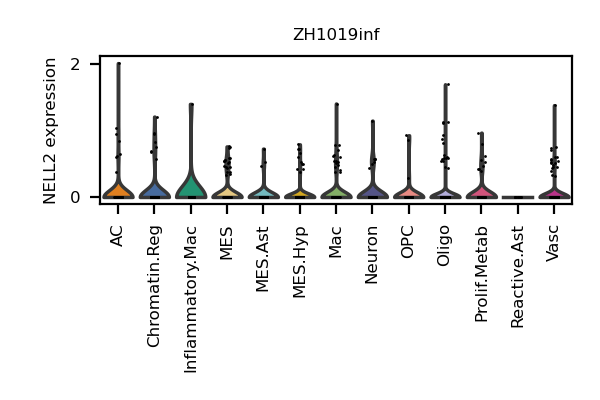 ZH1019inf
NELL2 expression
2
0
AC
Chromatin.Reg
Inflammatory.Mac
MES
MES.Ast
MES.Hyp
Mac
Neuron
OPC
Oligo
Prolif.Metab
Reactive.Ast
Vasc